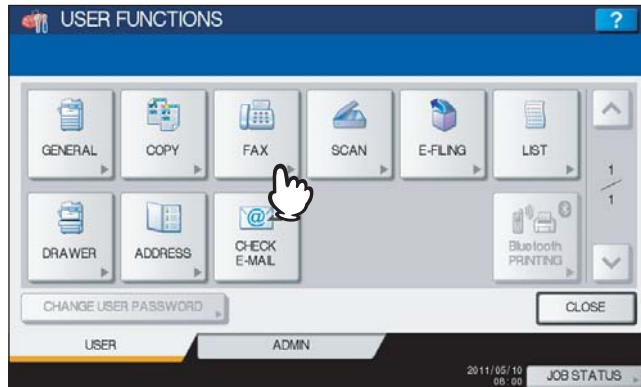 USER FUNCTIONS
?
GENERAL
COPY
FAX
SCAN
E-FILING
LIST
1
1
DRAWER
ADDRESS
@
CHECK
E-MAIL
Bluetooth
PRINTING
CHANGE USER PASSWORD
CLOSE
USER
ADMIN
2011/05/10
08:00
JOB STATUS